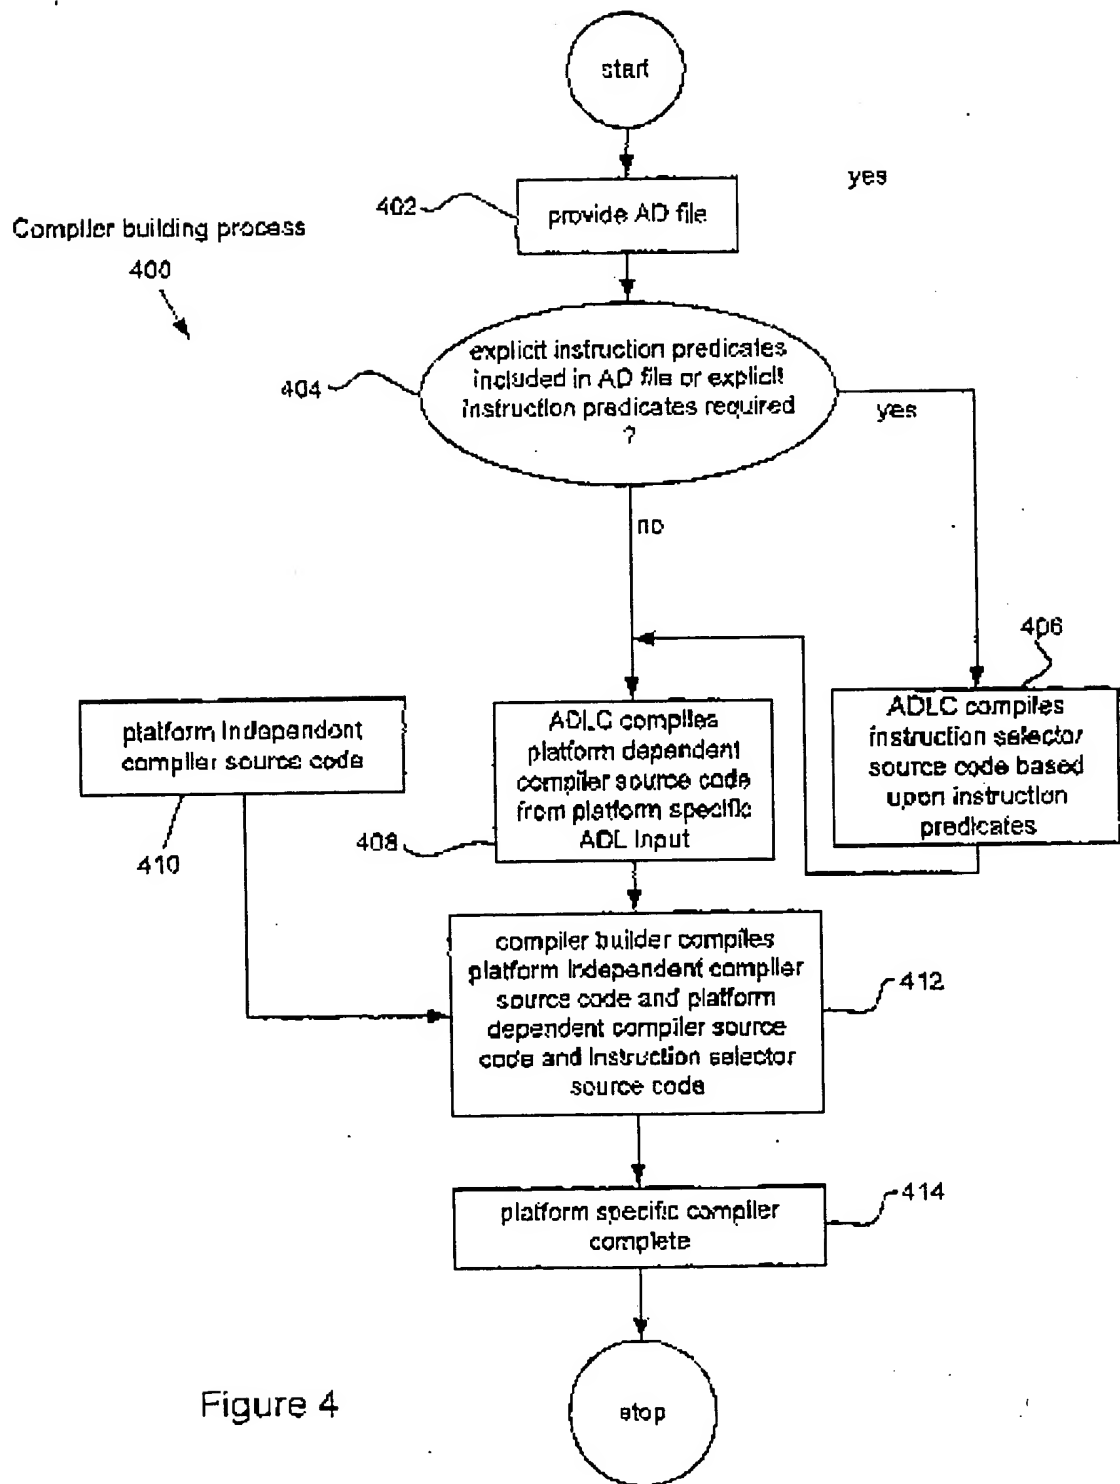 start
yes
402
provide AD file
Compiler building process
400
explicit instruction predicates
included in AD file or explicit
instruction predicates required
?
404
yes
no
406
platform independent
compiler source code
410
ADLC compiles
platform dependent
compiler source code
from platform specific
ADL input
408
ADLC compiles
instruction selector
source code based
upon instruction
predicates
compiler builder compiles
platform independent compiler
source code and platform
dependent compiler source
code and instruction selector
source code
412
platform specific compiler
complete
414
stop
Figure 4